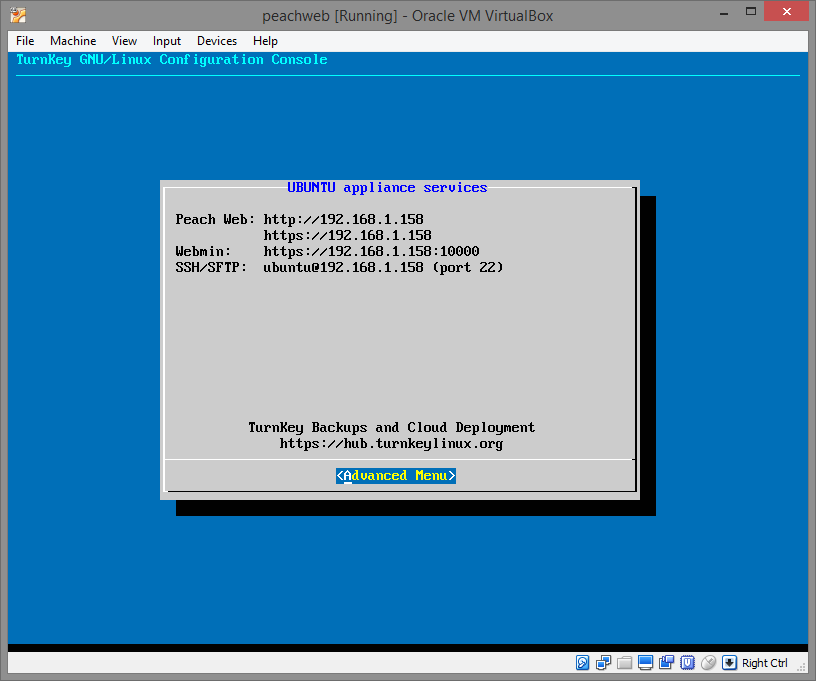 peachweb [Running] - Oracle VM VirtualBox
File Machine View Input Devices Help
TurnKey GNU/Linux Configuration Console
UBUNTU appliance services
Peach Web: http://192.168.1.158
https://192.168.1.158
Webmin: https://192.168.1.158:10000
SSH/SFTP: ubuntu@192.168.1.158 (port 22)
TurnKey Backups and Cloud Deployment
https://hub.turnkeylinux.org
<Advanced Menu>
Right Ctrl